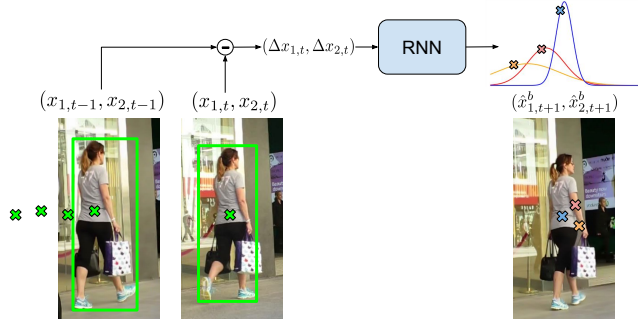 (Δx_{1,t}, Δx_{2,t})
RNN
(x_{1,t−1}, x_{2,t−1})
(x_{1,t}, x_{2,t})
(x̂^b_{1,t+1}, x̂^b_{2,t+1})